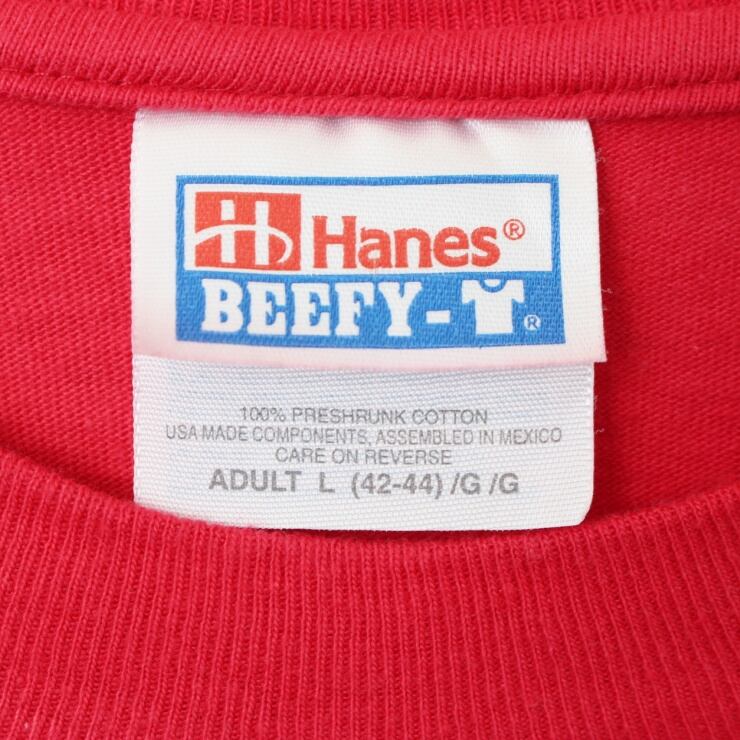 H Hanes®
BEEFY-T®
100% PRESHRUNK COTTON
USA MADE COMPONENTS, ASSEMBLED IN MEXICO
CARE ON REVERSE
ADULT L (42-44) /G /G